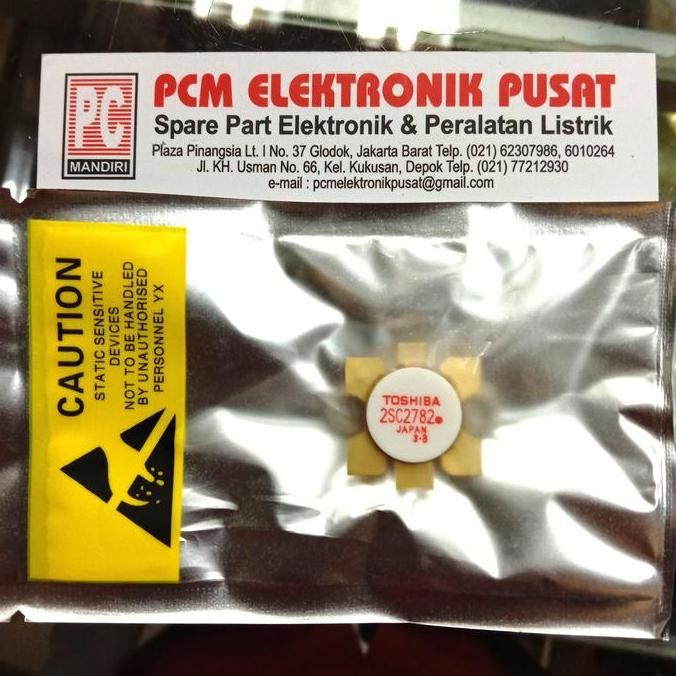 PC
MANDIRI
PCM ELEKTRONIK PUSAT
Spare Part Elektronik & Peralatan Listrik
Plaza Pinangsia Lt. I No. 37 Glodok, Jakarta Barat Telp. (021) 62307986, 6010264
Jl. KH. Usman No. 66, Kel. Kukusan, Depok Telp. (021) 77212930
e-mail : pcmelektronikpusat@gmail.com
CAUTION
STATIC SENSITIVE
DEVICES
NOT TO BE HANDLED
BY UNAUTHORISED
PERSONNEL YX
TOSHIBA
2SC2782
JAPAN
3-B